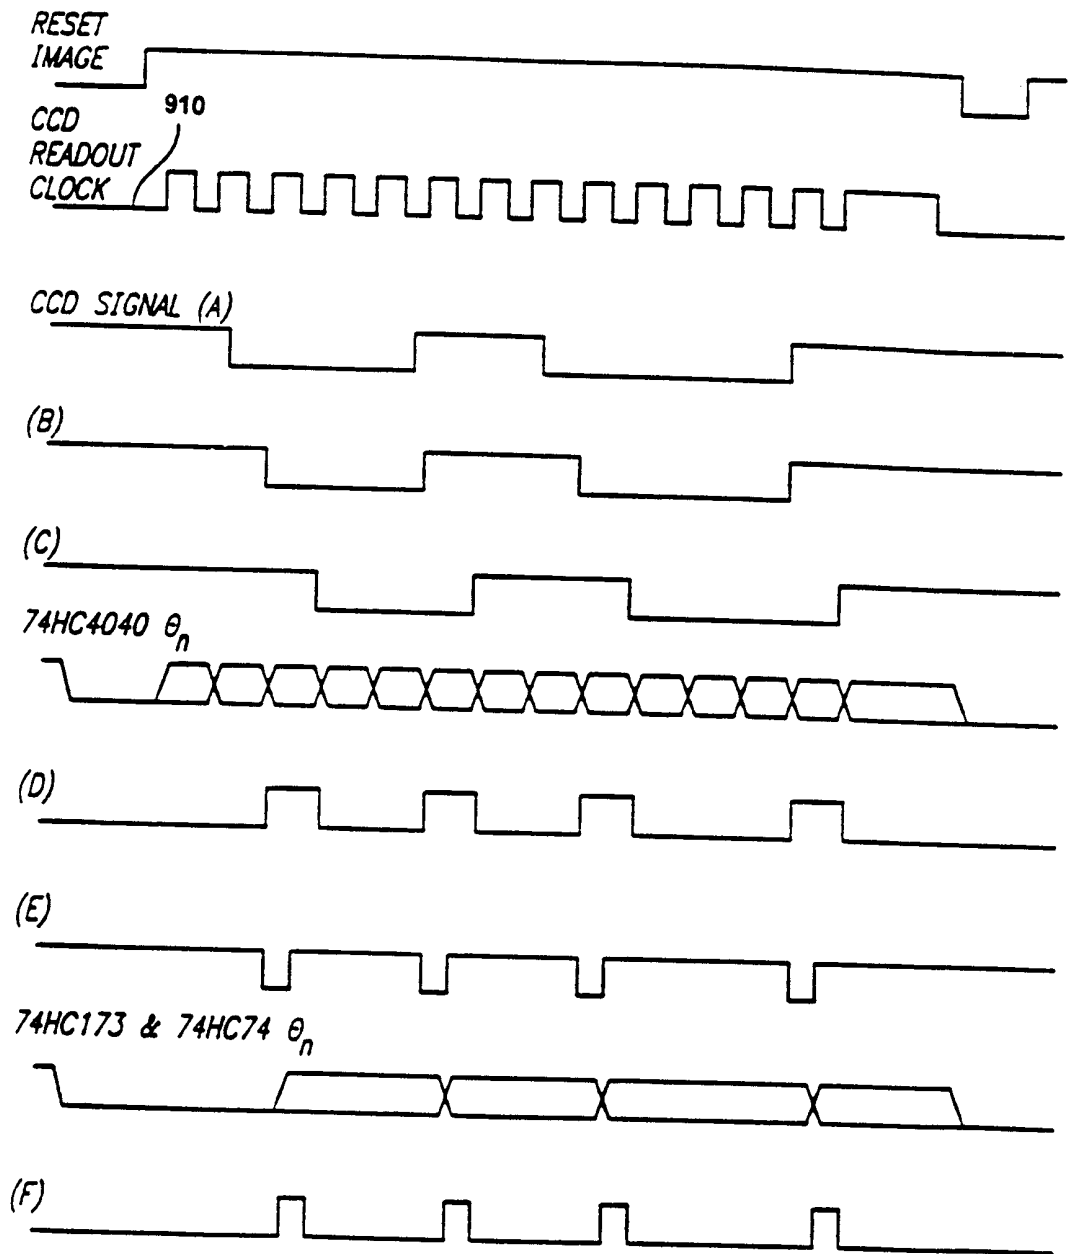 RESET
IMAGE
910
CCD
READOUT
CLOCK
CCD SIGNAL (A)
(B)
(C)
74HC4040 θn
(D)
(E)
74HC173 & 74HC74 θn
(F)